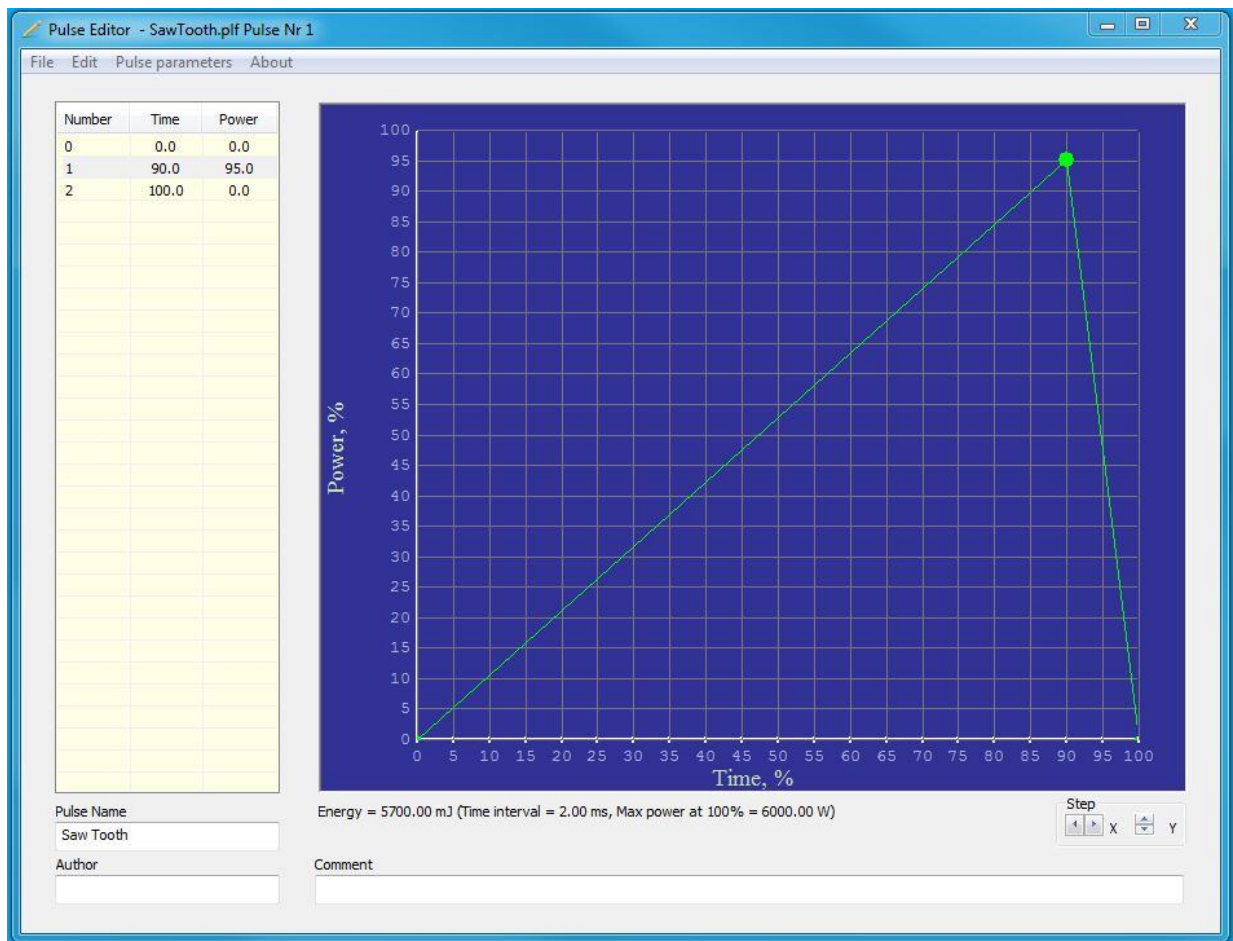 Pulse Editor - SawTooth.plf Pulse Nr 1
File Edit Pulse parameters About
Number Time Power
0 0.0 0.0
1 90.0 95.0
2 100.0 0.0
100
95
90
85
80
75
70
65
60
55
50
45
40
35
30
25
20
15
10
5
0
Power, %
0 5 10 15 20 25 30 35 40 45 50 55 60 65 70 75 80 85 90 95 100
Time, %
Pulse Name
Saw Tooth
Author
Energy = 5700.00 mJ (Time interval = 2.00 ms, Max power at 100% = 6000.00 W)
Step
X Y
Comment